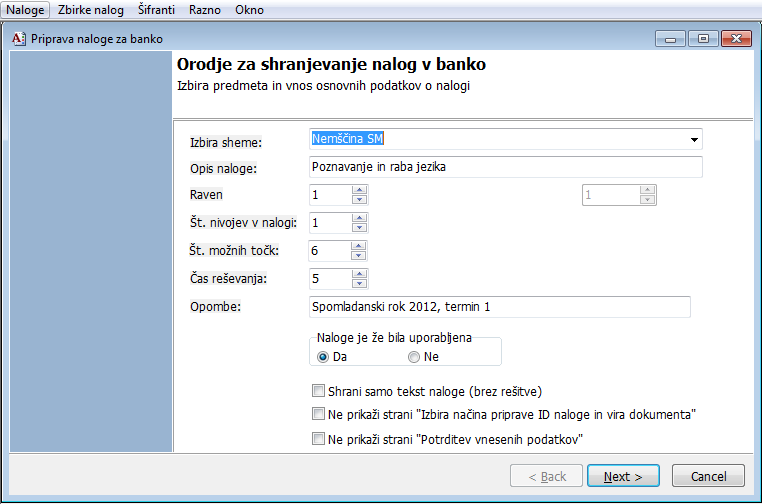 Naloge Zbirke nalog Šifranti Razno Okno
Priprava naloge za banko
Orodje za shranjevanje nalog v banko
Izbira predmeta in vnos osnovnih podatkov o nalogi
Izbira sheme: Nemščina SM
Opis naloge: Poznavanje in raba jezika
Raven 1 1
Št. nivojev v nalogi: 1
Št. možnih točk: 6
Čas reševanja: 5
Opombe: Spomladanski rok 2012, termin 1
Naloge je že bila uporabljena
Da Ne
Shrani samo tekst naloge (brez rešitve)
Ne prikaži strani "Izbira načina priprave ID naloge in vira dokumenta"
Ne prikaži strani "Potrditev vnesenih podatkov"
< Back Next > Cancel